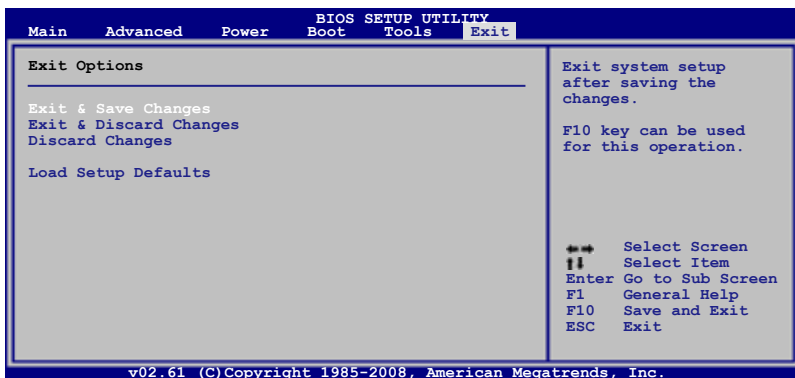 BIOS SETUP UTILITY
Main Advanced Power Boot Tools Exit
Exit Options
Exit & Save Changes
Exit & Discard Changes
Discard Changes
Load Setup Defaults
Exit system setup
after saving the
changes.
F10 key can be used
for this operation.
←→ Select Screen
↑↓ Select Item
Enter Go to Sub Screen
F1 General Help
F10 Save and Exit
ESC Exit
v02.61 (C)Copyright 1985-2008, American Megatrends, Inc.